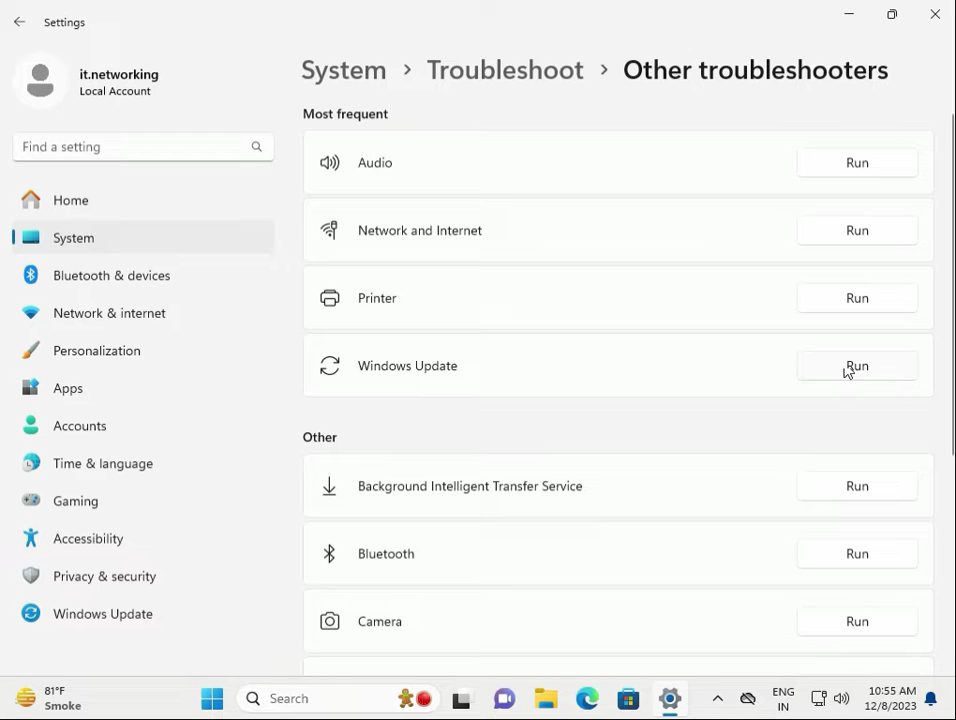 Settings
it.networking
Local Account
Find a setting
Home
System
Bluetooth & devices
Network & internet
Personalization
Apps
Accounts
Time & language
Gaming
Accessibility
Privacy & security
Windows Update
System > Troubleshoot > Other troubleshooters
Most frequent
Audio Run
Network and Internet Run
Printer Run
Windows Update Run
Other
Background Intelligent Transfer Service Run
Bluetooth Run
Camera Run
81°F
Smoke
Search
ENG
IN
10:55 AM
12/8/2023